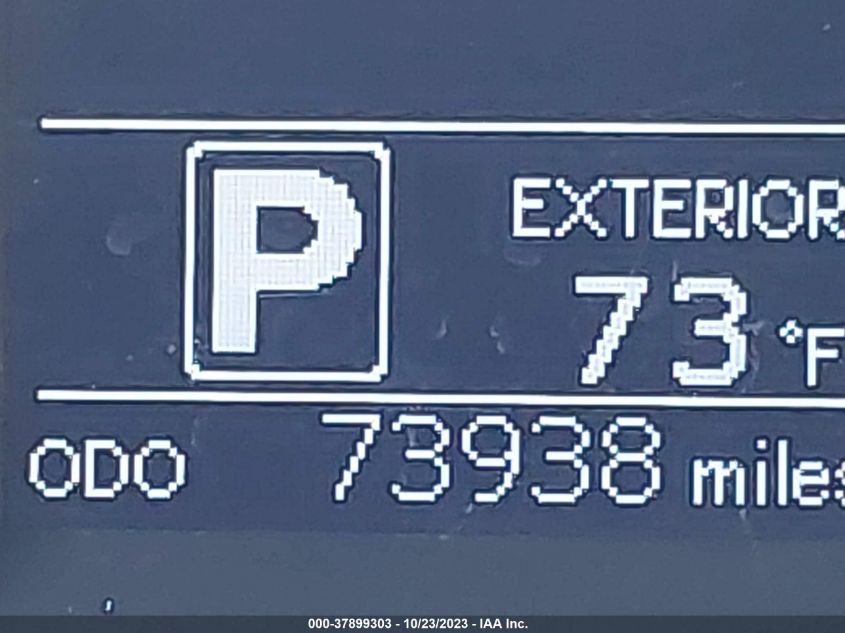 P
EXTERIOR
73 °F
ODO 73938 miles
000-37899303 - 10/23/2023 - IAA Inc.